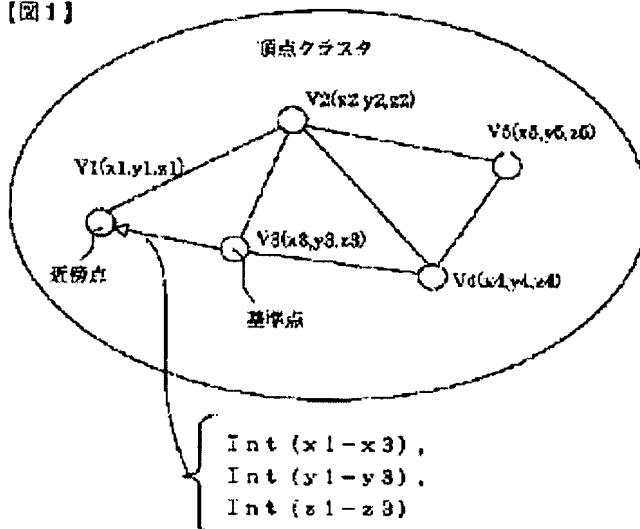 【図1】
頂点クラスタ
V2(x2,y2,z2)
V5(x5,y5,z5)
V1(x1,y1,z1)
V3(x3,y3,z3)
V4(x4,y4,z4)
近傍点
基準点
Int(x1-x3),
Int(y1-y3),
Int(z1-z3)